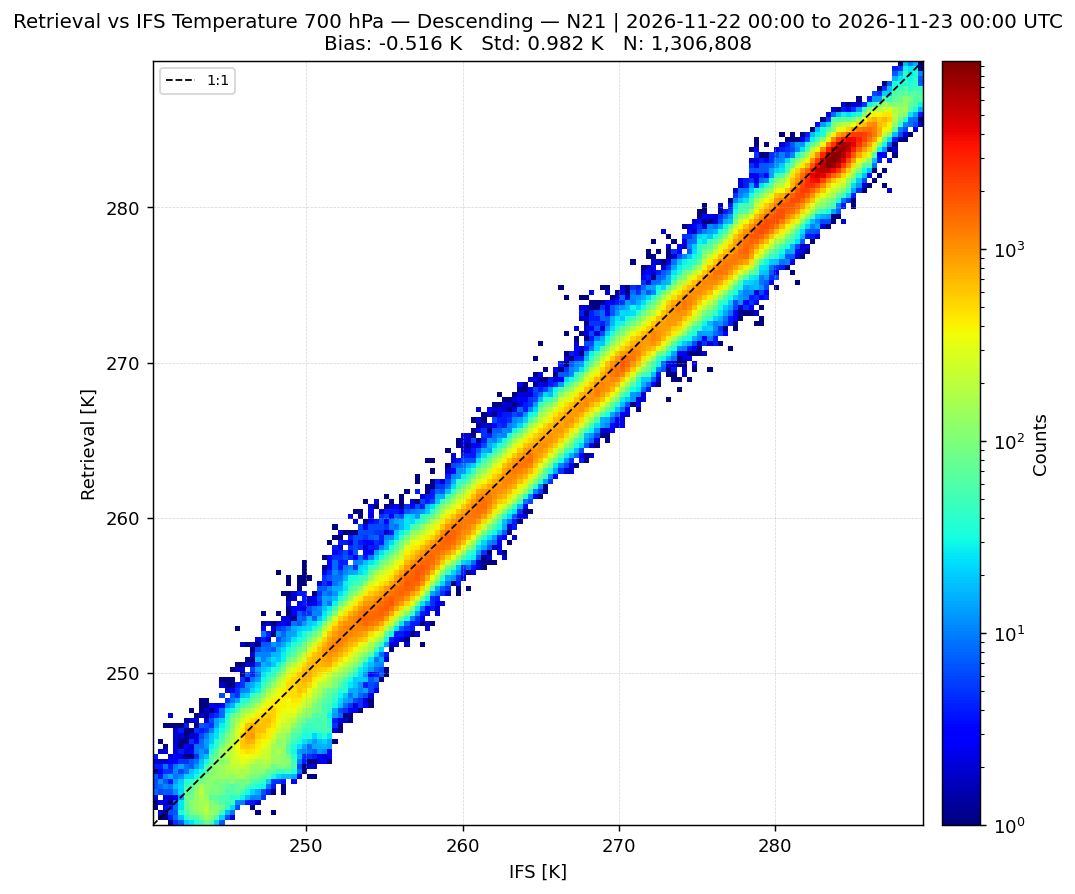 Retrieval vs IFS Temperature 700 hPa — Descending — N21 | 2026-11-22 00:00 to 2026-11-23 00:00 UTC
Bias: -0.516 K   Std: 0.982 K   N: 1,306,808
1:1
280
270
260
250
Retrieval [K]
250
260
270
280
IFS [K]
10³
10²
10¹
10⁰
Counts